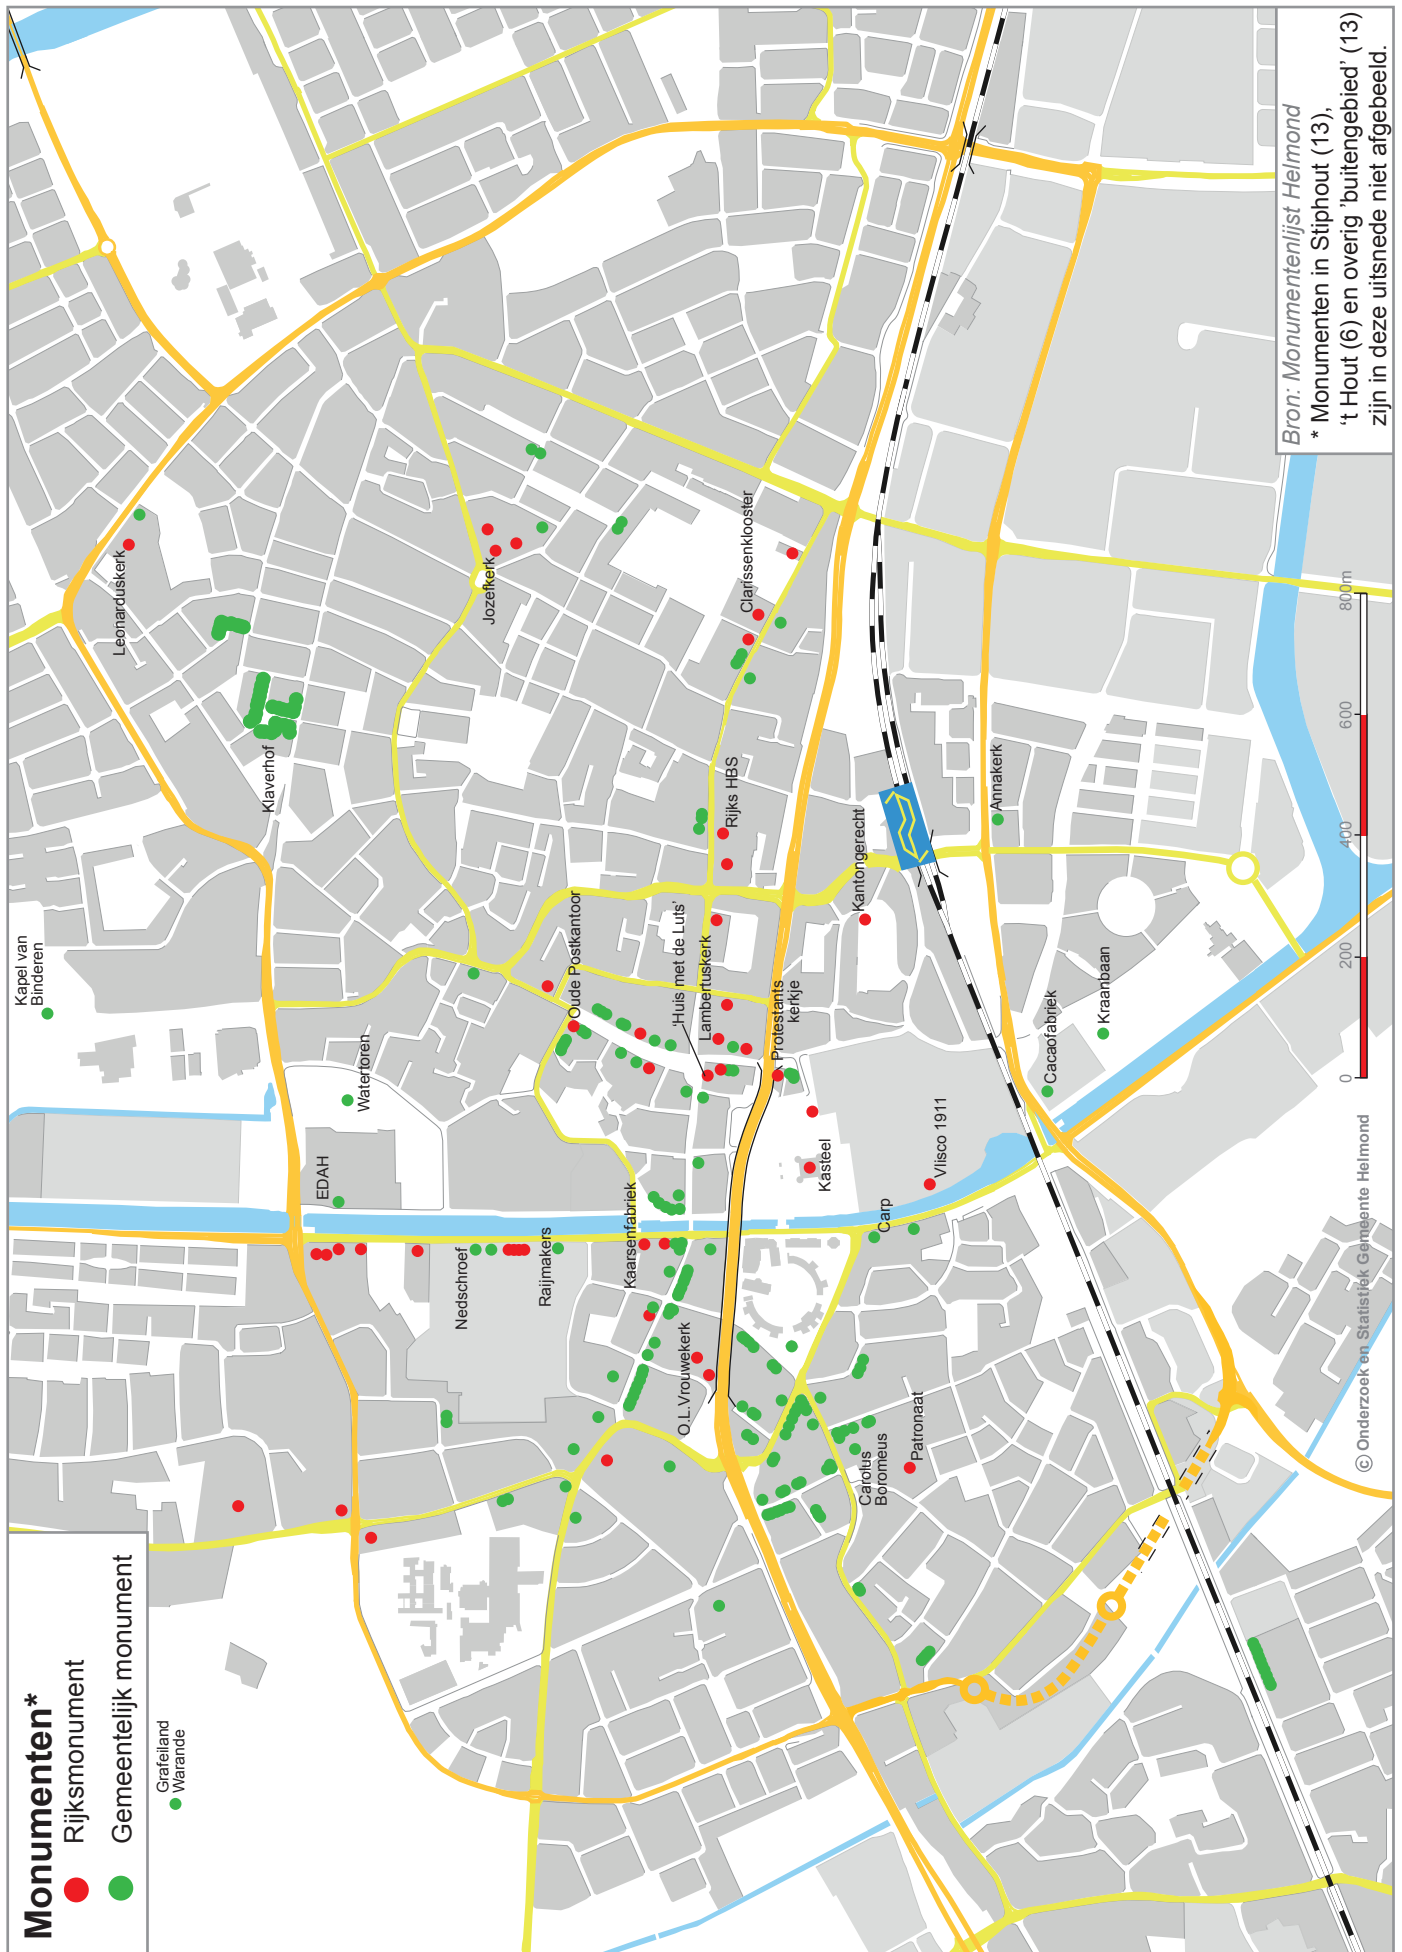 Monumenten*
Rijksmonument
Gemeentelijk monument
Grafeiland
Warande
Kapel van
Binderen
Leonarduskerk
Klaverhof
Watertoren
EDAH
Nedschroef
Raijmakers
Kaarsenfabriek
O.L.Vrouwekerk
Jozefkerk
Oude Postkantoor
'Huis met de Luts'
Lambertuskerk
Rijks HBS
Clarissenklooster
Protestants
kerkje
Kantongerecht
Kasteel
Carp
Vlisco 1911
Carolus
Boromeus
Patronaat
Annakerk
Cacaofabriek
Kraanbaan
0 200 400 600 800m
© Onderzoek en Statistiek Gemeente Helmond
Bron: Monumentenlijst Helmond
* Monumenten in Stiphout (13),
‘t Hout (6) en overig 'buitengebied’ (13)
zijn in deze uitsnede niet afgebeeld.